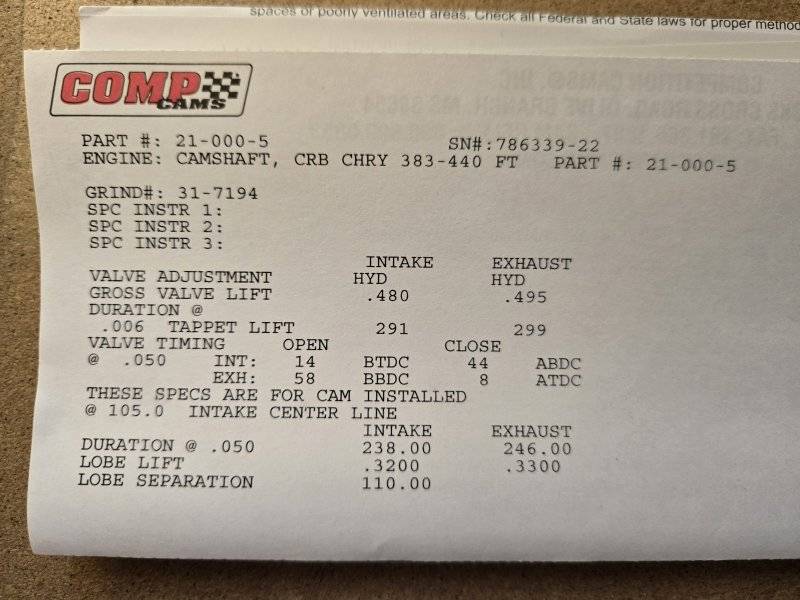 spaces or poorly ventilated areas. Check all Federal and State laws for proper method
COMP
CAMS
PART #: 21-000-5 SN#:786339-22
ENGINE: CAMSHAFT, CRB CHRY 383-440 FT PART #: 21-000-5
GRIND#: 31-7194
SPC INSTR 1:
SPC INSTR 2:
SPC INSTR 3:
INTAKE EXHAUST
VALVE ADJUSTMENT HYD HYD
GROSS VALVE LIFT .480 .495
DURATION @
.006 TAPPET LIFT 291 299
VALVE TIMING OPEN CLOSE
@ .050 INT: 14 BTDC 44 ABDC
EXH: 58 BBDC 8 ATDC
THESE SPECS ARE FOR CAM INSTALLED
@ 105.0 INTAKE CENTER LINE
INTAKE EXHAUST
DURATION @ .050 238.00 246.00
LOBE LIFT .3200 .3300
LOBE SEPARATION 110.00